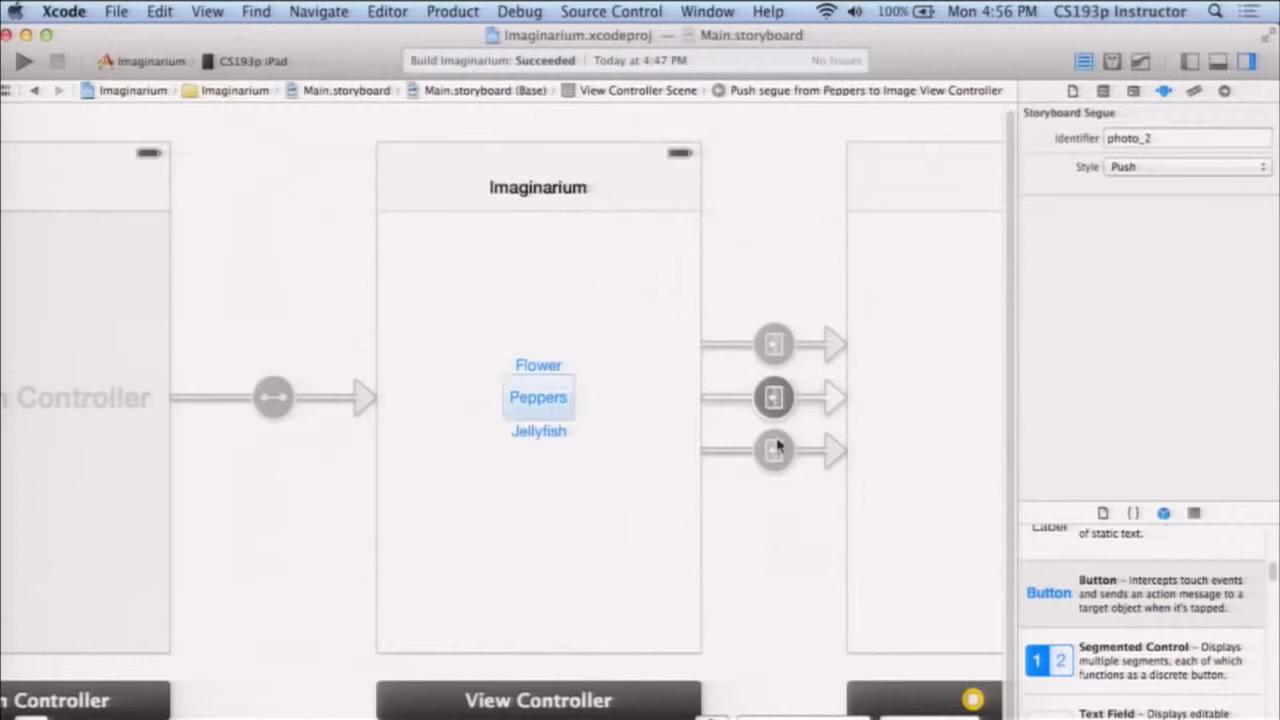 Xcode File Edit View Find Navigate Editor Product Debug Source Control Window Help 100% Mon 4:56 PM CS193p Instructor
Imaginarium.xcodeproj — Main.storyboard
Imaginarium CS193p iPad Build Imaginarium: Succeeded Today at 4:47 PM No Issues
Imaginarium Imaginarium Main.storyboard Main.storyboard (Base) View Controller Scene Push segue from Peppers to Image View Controller
Storyboard Segue
Identifier photo_2
Style Push
Imaginarium
Flower
Peppers
Jellyfish
n Controller
Label
of static text.
Button
Button – Intercepts touch events
and sends an action message to a
target object when it's tapped.
1 2
Segmented Control – Displays
multiple segments, each of which
functions as a discrete button.
Text Field – Displays editable
n Controller
View Controller